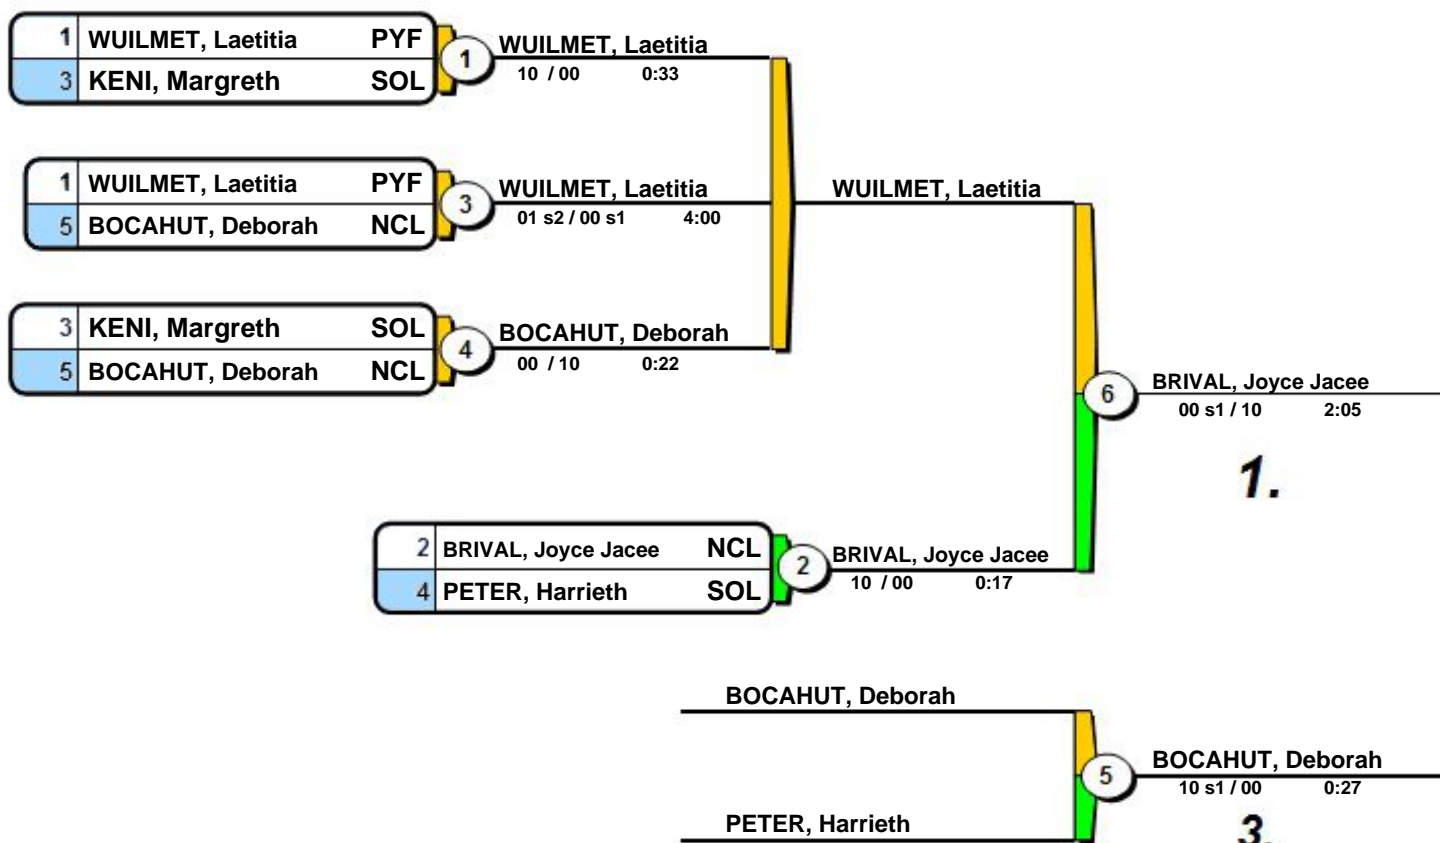 1 WUILMET, Laetitia PYF
3 KENI, Margreth SOL
1
WUILMET, Laetitia
10 / 00 0:33
1 WUILMET, Laetitia PYF
5 BOCAHUT, Deborah NCL
3
WUILMET, Laetitia
01 s2 / 00 s1 4:00
WUILMET, Laetitia
3 KENI, Margreth SOL
5 BOCAHUT, Deborah NCL
4
BOCAHUT, Deborah
00 / 10 0:22
6
BRIVAL, Joyce Jacee
00 s1 / 10 2:05
1.
2 BRIVAL, Joyce Jacee NCL
4 PETER, Harrieth SOL
2
BRIVAL, Joyce Jacee
10 / 00 0:17
BOCAHUT, Deborah
5
BOCAHUT, Deborah
10 s1 / 00 0:27
PETER, Harrieth
3.